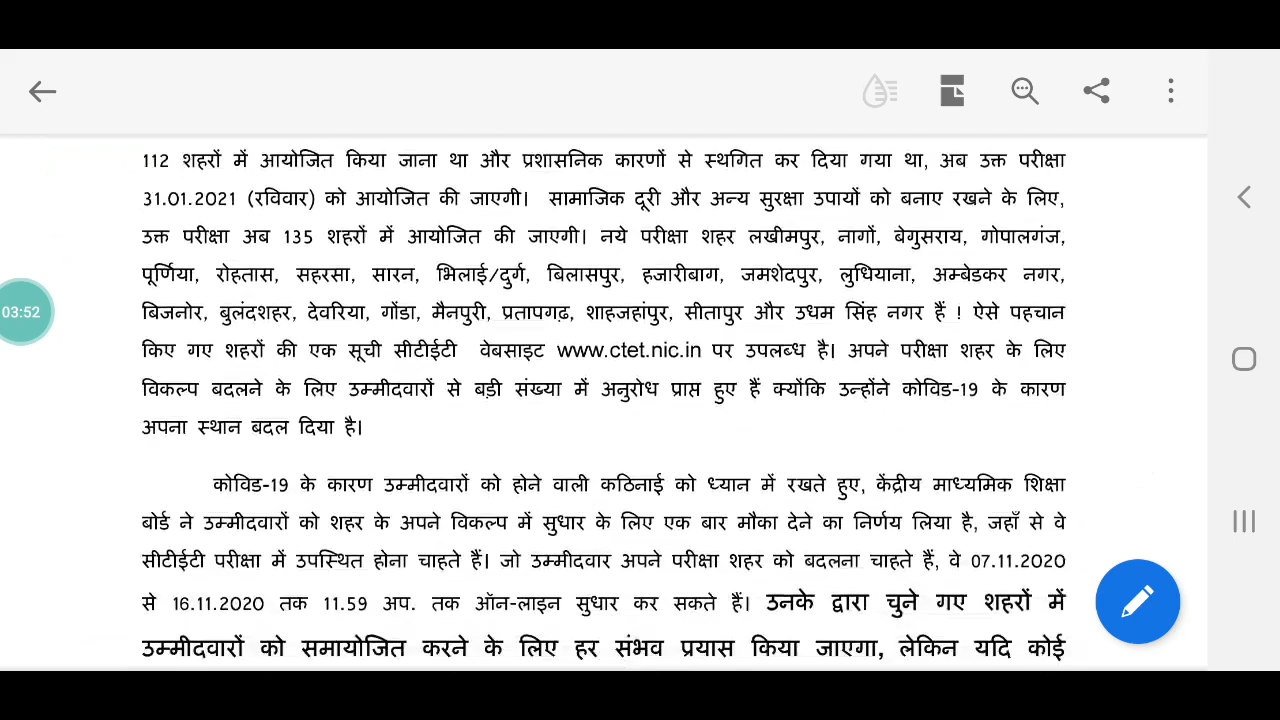 112 शहरों में आयोजित किया जाना था और प्रशासनिक कारणों से स्थगित कर दिया गया था, अब उक्त परीक्षा
31.01.2021 (रविवार) को आयोजित की जाएगी। सामाजिक दूरी और अन्य सुरक्षा उपायों को बनाए रखने के लिए,
उक्त परीक्षा अब 135 शहरों में आयोजित की जाएगी। नये परीक्षा शहर लखीमपुर, नागों, बेगुसराय, गोपालगंज,
पूर्णिया, रोहतास, सहरसा, सारन, भिलाई/दुर्ग, बिलासपुर, हजारीबाग, जमशेदपुर, लुधियाना, अम्बेडकर नगर,
03:52
बिजनोर, बुलंदशहर, देवरिया, गोंडा, मैनपुरी, प्रतापगढ़, शाहजहांपुर, सीतापुर और उधम सिंह नगर हैं ! ऐसे पहचान
किए गए शहरों की एक सूची सीटीईटी वेबसाइट www.ctet.nic.in पर उपलब्ध है। अपने परीक्षा शहर के लिए
विकल्प बदलने के लिए उम्मीदवारों से बड़ी संख्या में अनुरोध प्राप्त हुए हैं क्योंकि उन्होंने कोविड-19 के कारण
अपना स्थान बदल दिया है।
कोविड-19 के कारण उम्मीदवारों को होने वाली कठिनाई को ध्यान में रखते हुए, केंद्रीय माध्यमिक शिक्षा
बोर्ड ने उम्मीदवारों को शहर के अपने विकल्प में सुधार के लिए एक बार मौका देने का निर्णय लिया है, जहाँ से वे
सीटीईटी परीक्षा में उपस्थित होना चाहते हैं। जो उम्मीदवार अपने परीक्षा शहर को बदलना चाहते हैं, वे 07.11.2020
से 16.11.2020 तक 11.59 अप. तक ऑन-लाइन सुधार कर सकते हैं। उनके द्वारा चुने गए शहरों में
उम्मीदवारों को समायोजित करने के लिए हर संभव प्रयास किया जाएगा, लेकिन यदि कोई